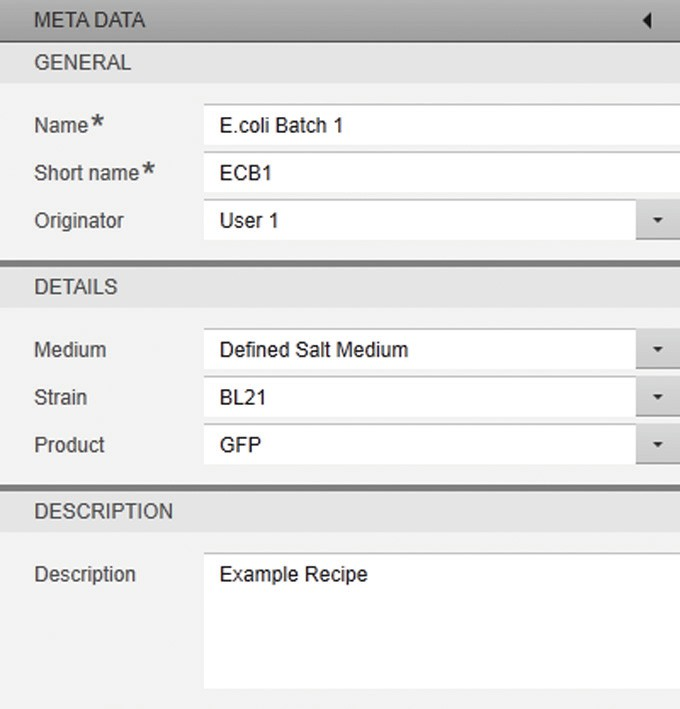 META DATA
GENERAL
Name* E.coli Batch 1
Short name* ECB1
Originator User 1
DETAILS
Medium Defined Salt Medium
Strain BL21
Product GFP
DESCRIPTION
Description Example Recipe